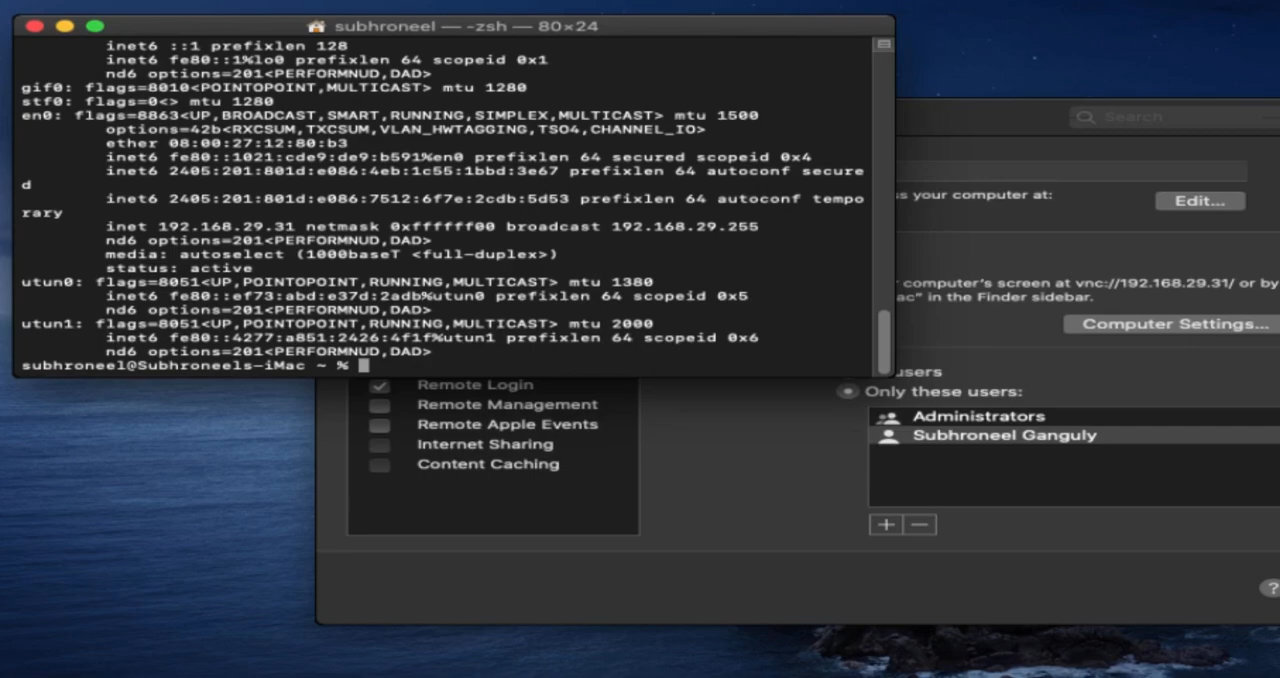 subhroneel — -zsh — 80×24
inet6 ::1 prefixlen 128
inet6 fe80::1%lo0 prefixlen 64 scopeid 0x1
nd6 options=201<PERFORMNUD,DAD>
gif0: flags=8010<POINTOPOINT,MULTICAST> mtu 1280
stf0: flags=0<> mtu 1280
en0: flags=8863<UP,BROADCAST,SMART,RUNNING,SIMPLEX,MULTICAST> mtu 1500
options=42b<RXCSUM,TXCSUM,VLAN_HWTAGGING,TSO4,CHANNEL_IO>
ether 08:00:27:12:80:b3
inet6 fe80::1021:cde9:de9:b591%en0 prefixlen 64 secured scopeid 0x4
inet6 2405:201:801d:e086:4eb:1c55:1bbd:3e67 prefixlen 64 autoconf secure
d
inet6 2405:201:801d:e086:7512:6f7e:2cdb:5d53 prefixlen 64 autoconf tempo
rary
inet 192.168.29.31 netmask 0xffffff00 broadcast 192.168.29.255
nd6 options=201<PERFORMNUD,DAD>
media: autoselect (1000baseT <full-duplex>)
status: active
utun0: flags=8051<UP,POINTOPOINT,RUNNING,MULTICAST> mtu 1380
inet6 fe80::ef73:abd:e37d:2adb%utun0 prefixlen 64 scopeid 0x5
nd6 options=201<PERFORMNUD,DAD>
utun1: flags=8051<UP,POINTOPOINT,RUNNING,MULTICAST> mtu 2000
inet6 fe80::4277:a851:2426:4f1f%utun1 prefixlen 64 scopeid 0x6
nd6 options=201<PERFORMNUD,DAD>
subhroneel@Subhroneels-iMac ~ %
Search
ss your computer at:
Edit...
computer's screen at vnc://192.168.29.31/ or by
ac" in the Finder sidebar.
Computer Settings...
users
Only these users:
Administrators
Subhroneel Ganguly
+ −
Remote Login
Remote Management
Remote Apple Events
Internet Sharing
Content Caching
?